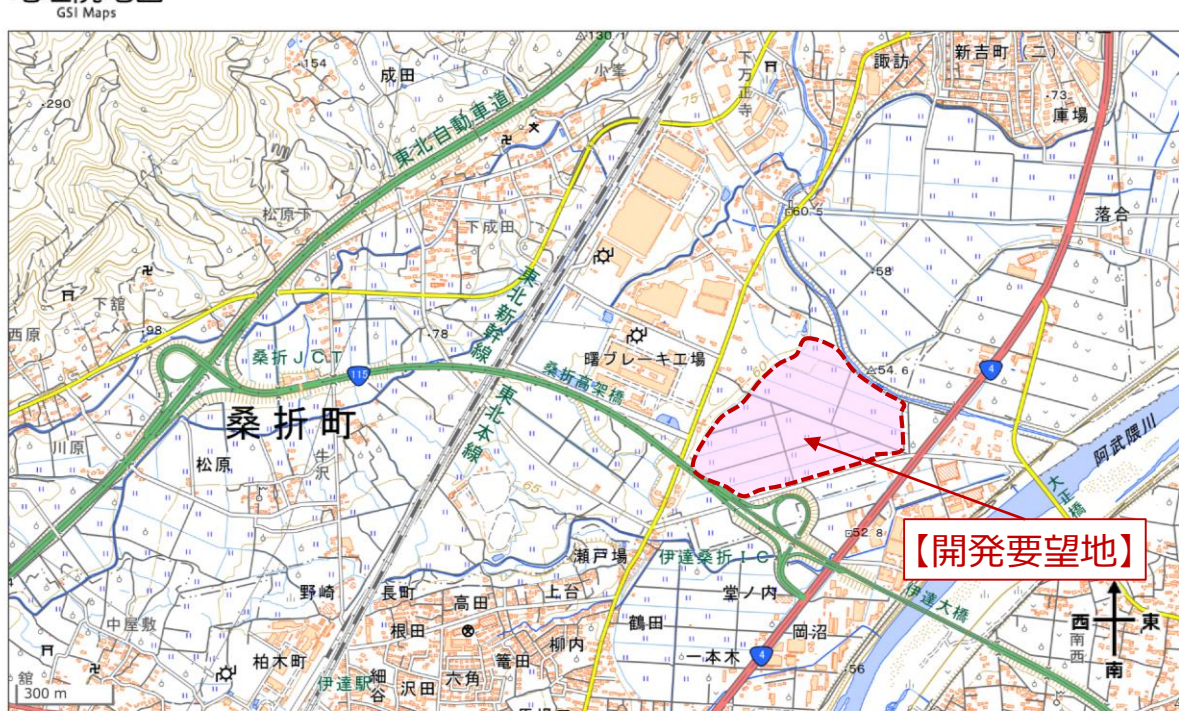 GSI Maps
130.1
154
成田
小峯
下万正寺
諏訪
新吉町(二)
75
73
庫場
290
東北自動車道
松原下
下成田
60.5
落合
下舘
西原
98
78
58
東北新幹線
桑折JCT
115
曙ブレーキ工場
60
54.6
4
桑折高架橋
桑折町
東北本線
阿武隈川
川原
松原
牛沢
65
大正橋
52.8
【開発要望地】
瀬戸場
伊達桑折IC
野崎
長町
高田
上台
堂ノ内
伊達大橋
中屋敷
根田
鶴田
岡沼
西
東
南西
南
柏木町
篭田
柳内
一本木
4
56
舘
伊達駅
細谷
沢田
六角
300 m